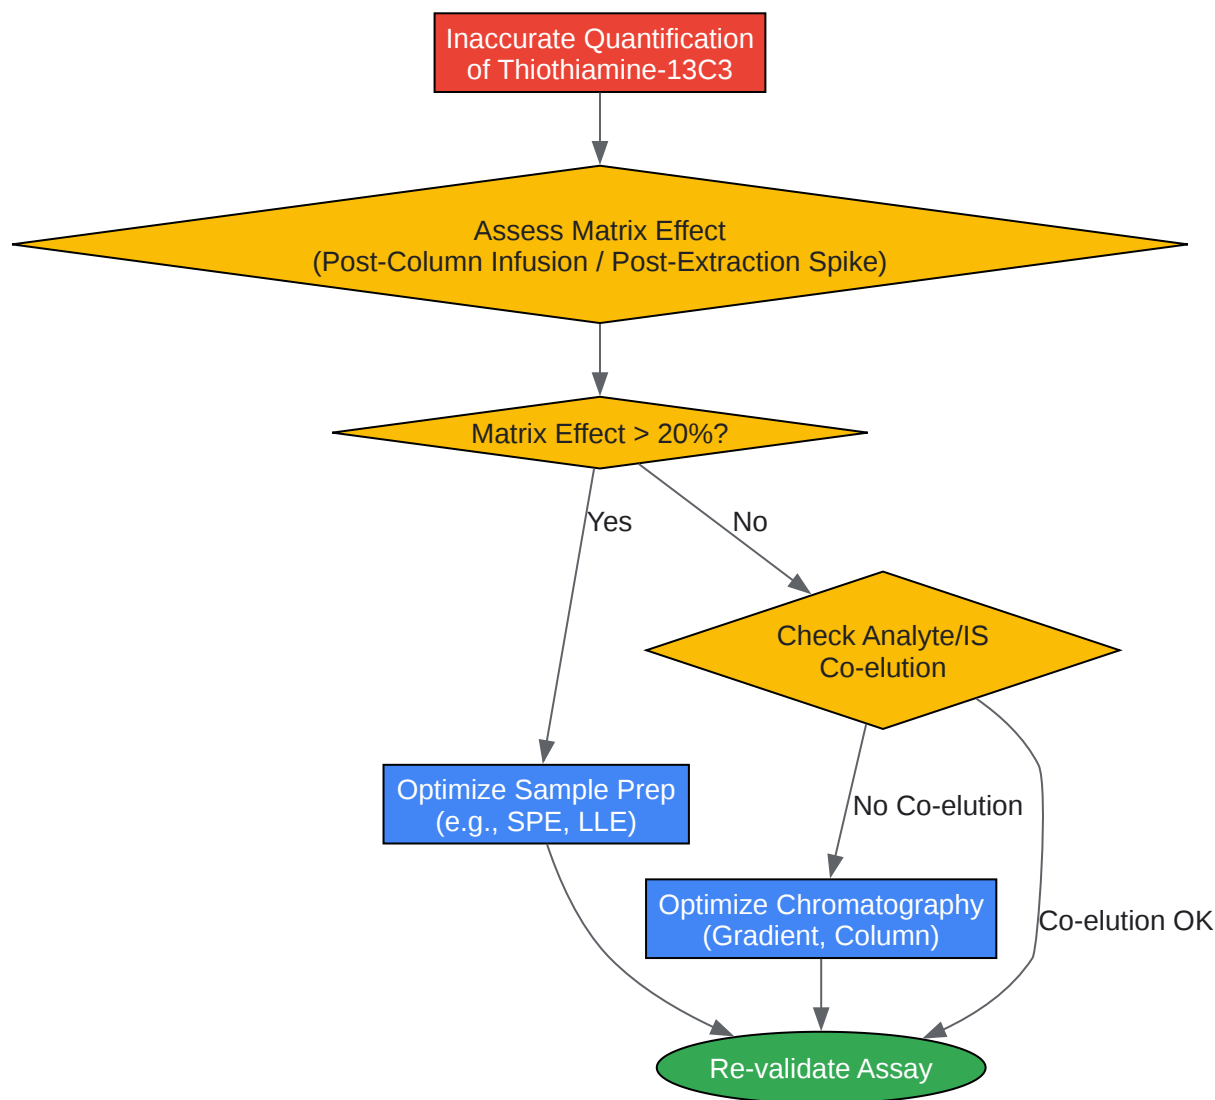 Inaccurate Quantification
of Thiothiamine-13C3
Assess Matrix Effect
(Post-Column Infusion / Post-Extraction Spike)
Matrix Effect > 20%?
Yes
No
Check Analyte/IS
Co-elution
Optimize Sample Prep
(e.g., SPE, LLE)
No Co-elution
Optimize Chromatography
(Gradient, Column)
Co-elution OK
Re-validate Assay